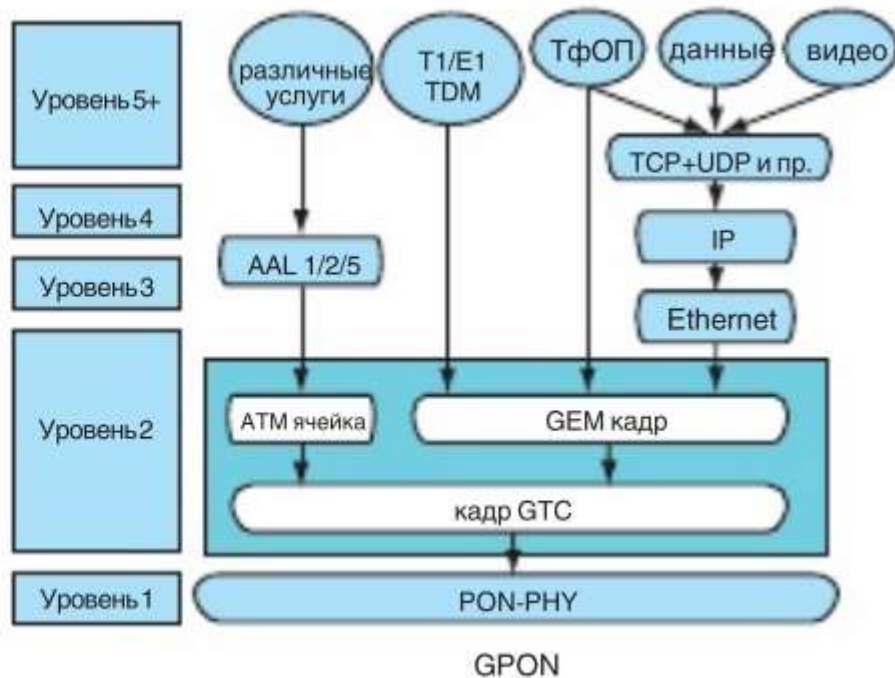 Уровень 5+
различные
услуги
T1/E1
TDM
ТфОП
данные
видео
TCP+UDP и пр.
Уровень 4
IP
AAL 1/2/5
Уровень 3
Ethernet
Уровень 2
ATM ячейка
GEM кадр
кадр GTC
Уровень 1
PON-PHY
GPON